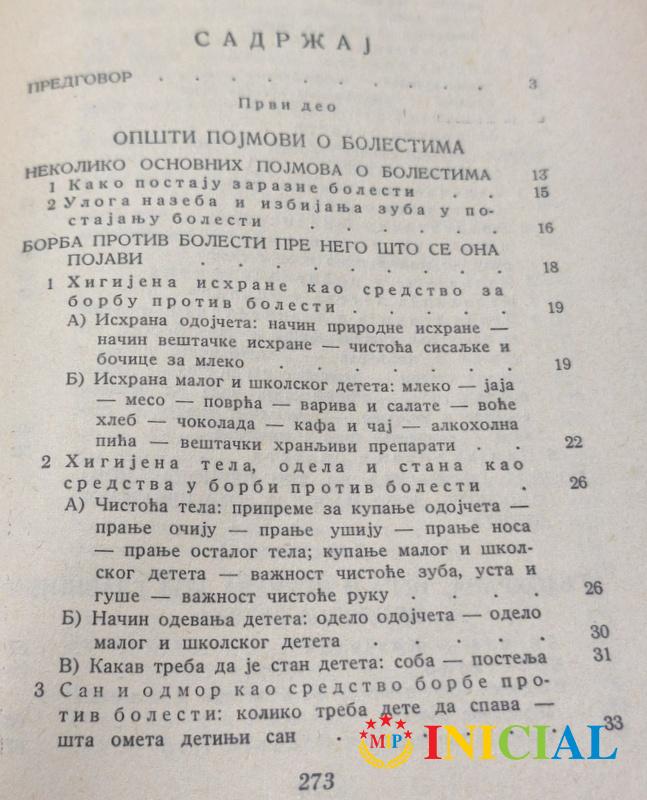 САДРЖАЈ
ПРЕДГОВОР . . . . . . . . . . 3
Први део
ОПШТИ ПОЈМОВИ О БОЛЕСТИМА
НЕКОЛИКО ОСНОВНИХ ПОЈМОВА О БОЛЕСТИМА 13
1 Како постају заразне болести . . 15
2 Улога назеба и избијања зуба у по-
стајању болести . . . . . . 16
БОРБА ПРОТИВ БОЛЕСТИ ПРЕ НЕГО ШТО СЕ ОНА
ПОЈАВИ . . . . . . . . . 18
1 Хигијена исхране као средство за
борбу против болести . . . . . 19
А) Исхрана одојчета: начин природне исхране —
начин вештачке исхране — чистоћа сисаљке и
бочице за млеко . . . . . . . 19
Б) Исхрана малог и школског детета: млеко — јаја
— месо — поврћа — варива и салате — воће
хлеб — чоколада — кафа и чај — алкохолна
пића — вештачки хранљиви препарати . . 22
2 Хигијена тела, одела и стана као
средства у борби против болести . 26
А) Чистоћа тела: припреме за купање одојчета —
прање очију — прање ушију — прање носа
— прање осталог тела; купање малог и школ-
ског детета — важност чистоће зуба, уста и
гуше — важност чистоће руку . . . . 26
Б) Начин одевања детета: одело одојчета — одело
малог и школског детета . . . . . 30
В) Какав треба да је стан детета: соба — постеља 31
3 Сан и одмор као средство борбе про-
тив болести: колико треба дете да спава —
шта омета детињи сан . . . . . . . 33
MIP INICIAL
273